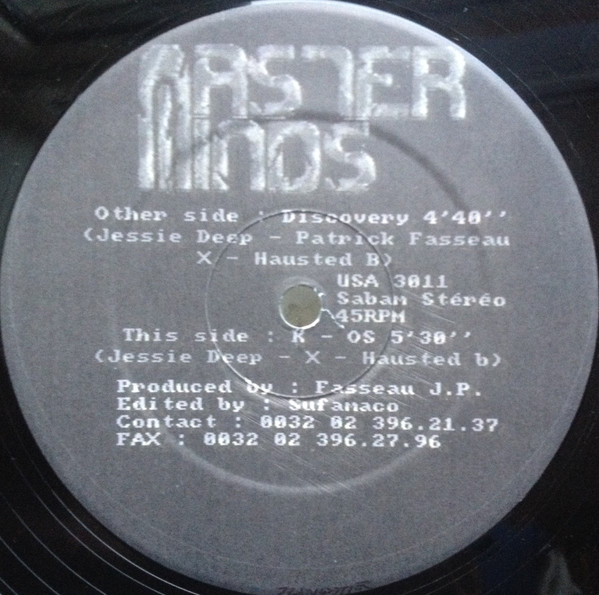 MASTER
MINDS
Other side : Discovery 4'40''
(Jessie Deep - Patrick Fasseau
X - Hausted B)
USA 3011
Sabam Stéréo
45RPM
This side : K - OS 5'30''
(Jessie Deep - X - Hausted b)
Produced by : Fasseau J.P.
Edited by : Sufamaco
Contact : 0032 02 396.21.37
FAX : 0032 02 396.27.96